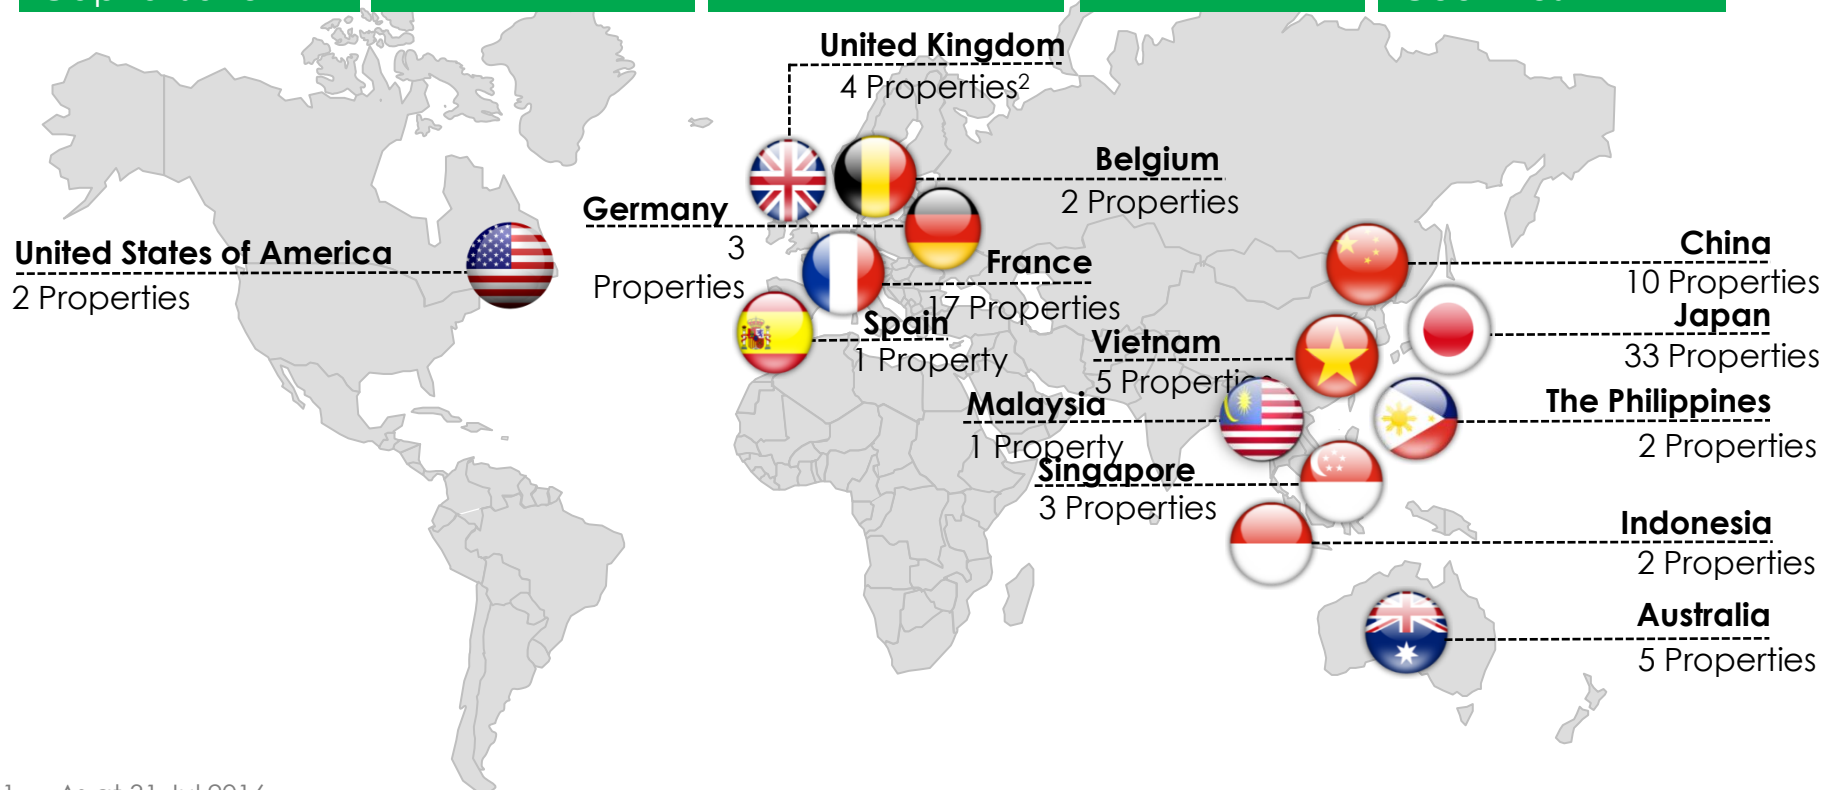 United Kingdom
4 Properties²
Belgium
2 Properties
Germany
3
Properties
United States of America
2 Properties
France
17 Properties
Spain
1 Property
China
10 Properties
Japan
33 Properties
Vietnam
5 Properties
Malaysia
1 Property
The Philippines
2 Properties
Singapore
3 Properties
Indonesia
2 Properties
Australia
5 Properties